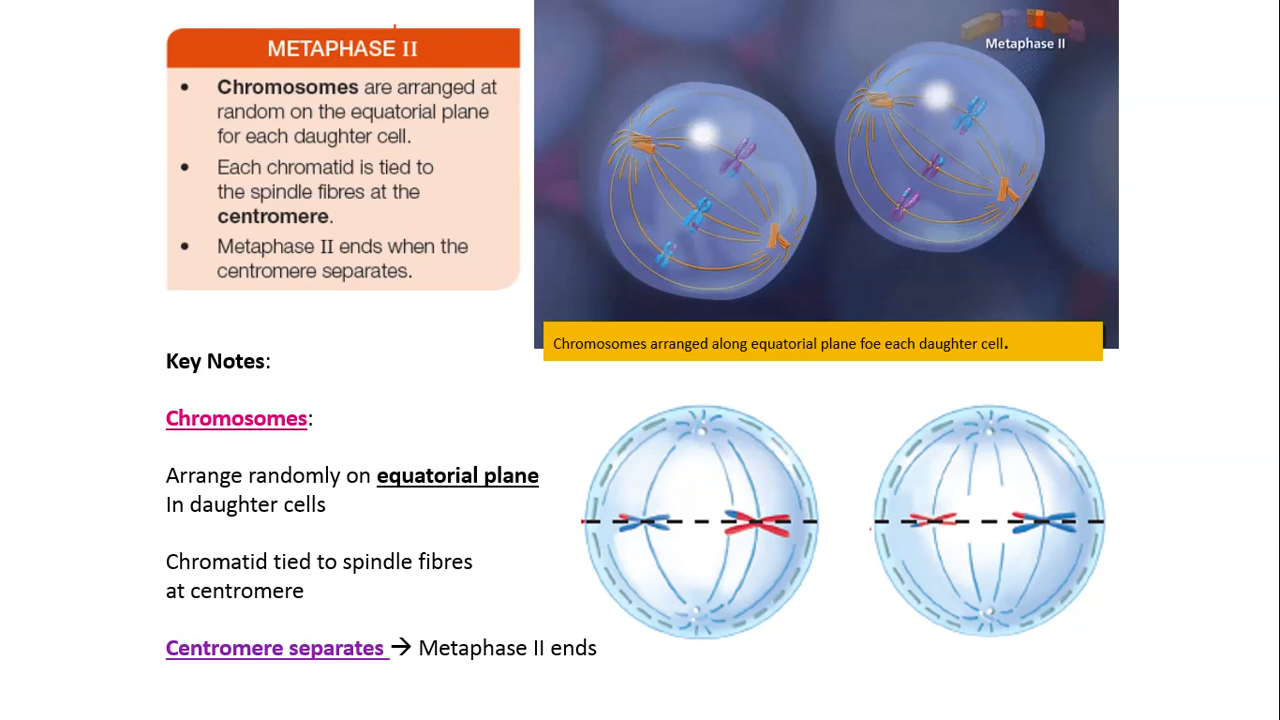 METAPHASE II
• Chromosomes are arranged at
random on the equatorial plane
for each daughter cell.
• Each chromatid is tied to
the spindle fibres at the
centromere.
• Metaphase II ends when the
centromere separates.
Metaphase II
Chromosomes arranged along equatorial plane foe each daughter cell.
Key Notes:
Chromosomes:
Arrange randomly on equatorial plane
In daughter cells
Chromatid tied to spindle fibres
at centromere
Centromere separates → Metaphase II ends